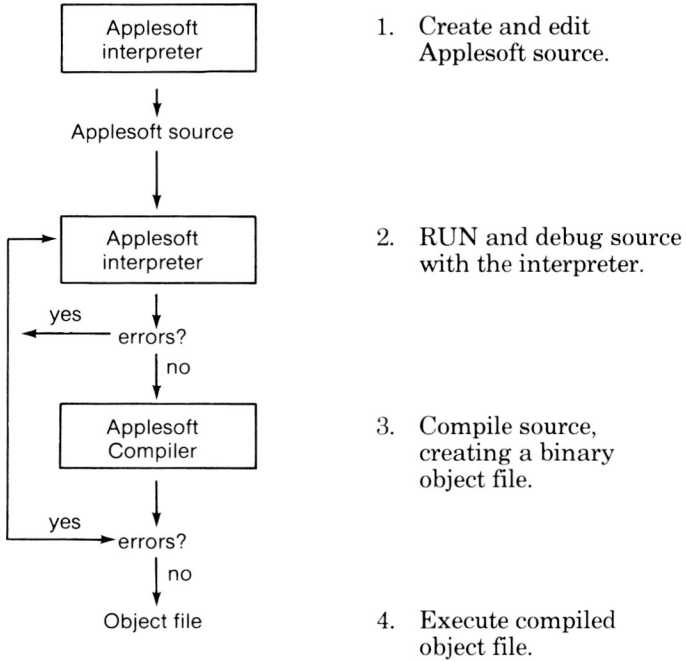 Applesoft
interpreter
1. Create and edit
Applesoft source.
Applesoft source
Applesoft
interpreter
2. RUN and debug source
with the interpreter.
yes
errors?
no
Applesoft
Compiler
3. Compile source,
creating a binary
object file.
yes
errors?
no
Object file
4. Execute compiled
object file.